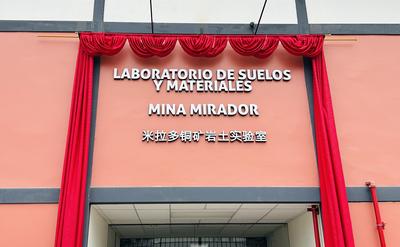 LABORATORIO DE SUELOS
Y MATERIALES
MINA MIRADOR
米拉多铜矿岩土实验室